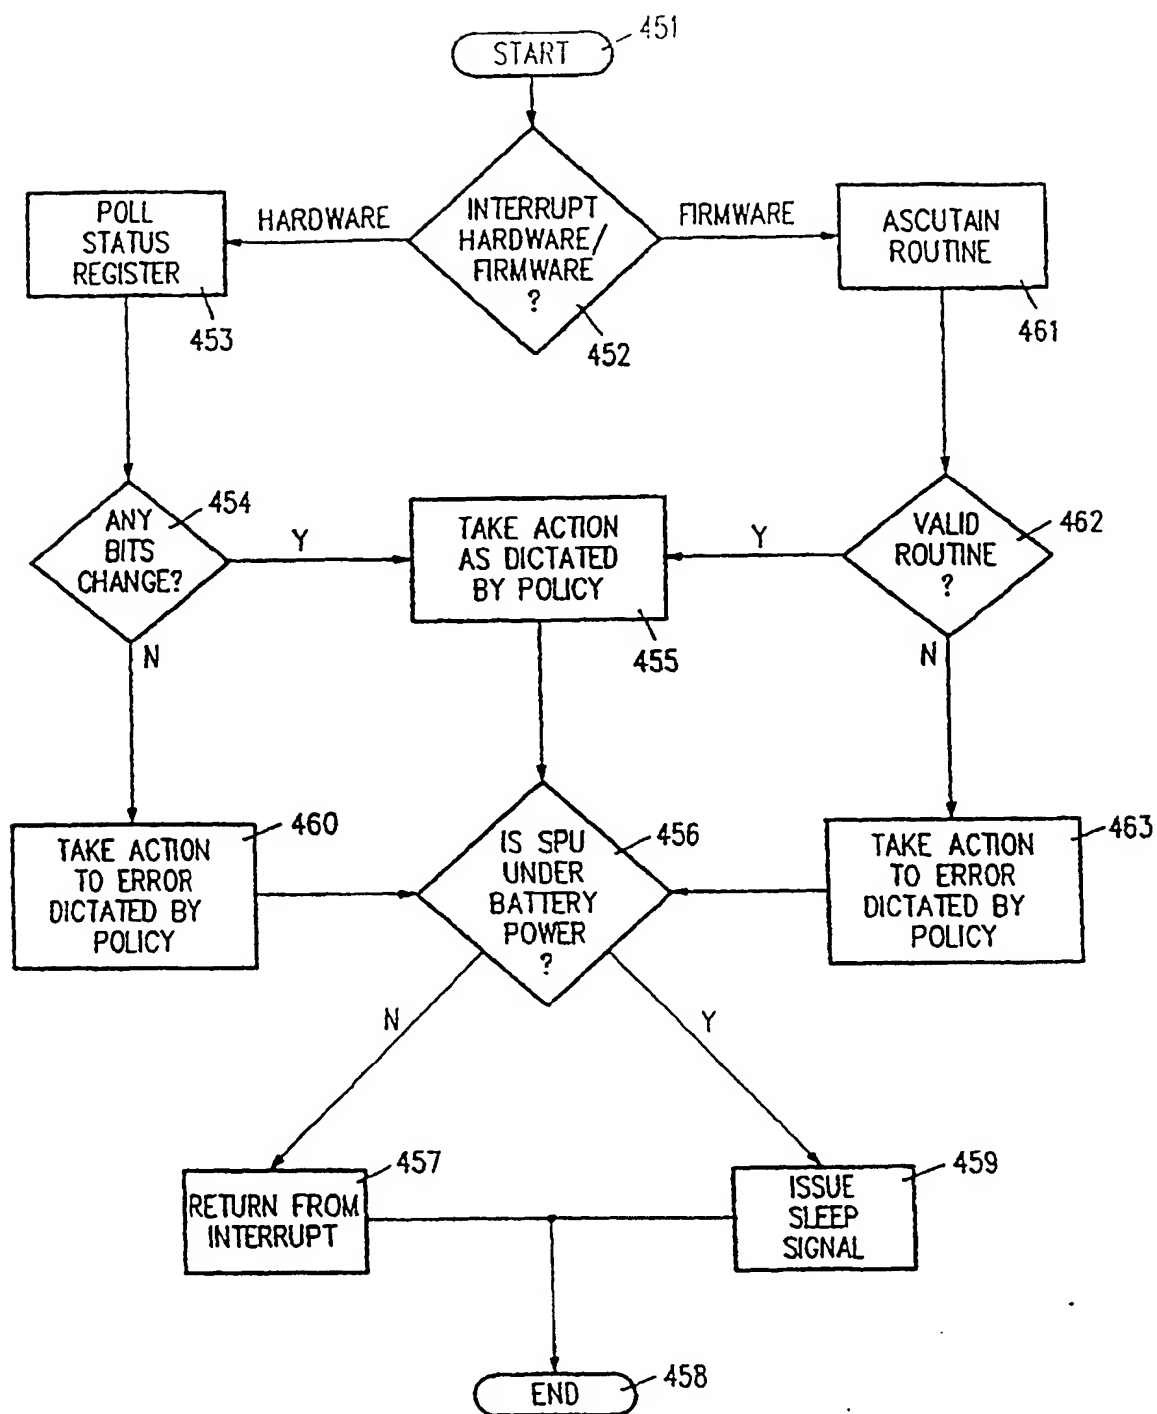 START
451
INTERRUPT
HARDWARE/
FIRMWARE
?
452
HARDWARE
FIRMWARE
POLL
STATUS
REGISTER
453
ASCUTAIN
ROUTINE
461
ANY
BITS
CHANGE?
454
Y
N
TAKE ACTION
AS DICTATED
BY POLICY
455
VALID
ROUTINE
?
462
Y
N
TAKE ACTION
TO ERROR
DICTATED BY
POLICY
460
IS SPU
UNDER
BATTERY
POWER
?
456
TAKE ACTION
TO ERROR
DICTATED BY
POLICY
463
N
Y
RETURN FROM
INTERRUPT
457
ISSUE
SLEEP
SIGNAL
459
END
458